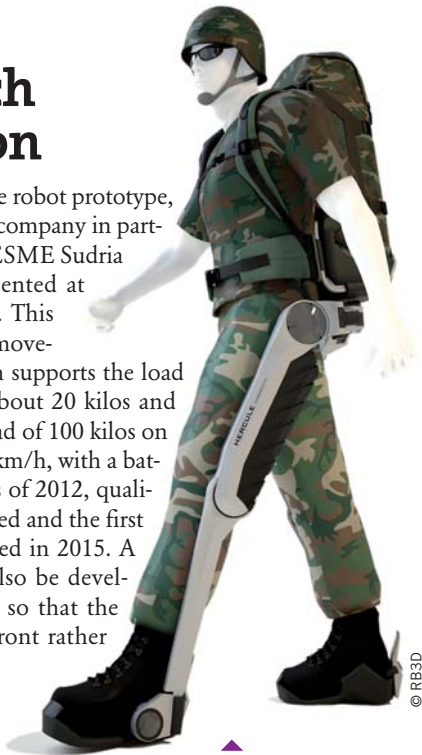 th
on
e robot prototype,
company in part-
ESME Sudria
ented at
. This
move-
n supports the load
bout 20 kilos and
nd of 100 kilos on
km/h, with a bat-
s of 2012, quali-
ed and the first
ed in 2015. A
lso be devel-
so that the
ront rather
HERCULE
© RB3D